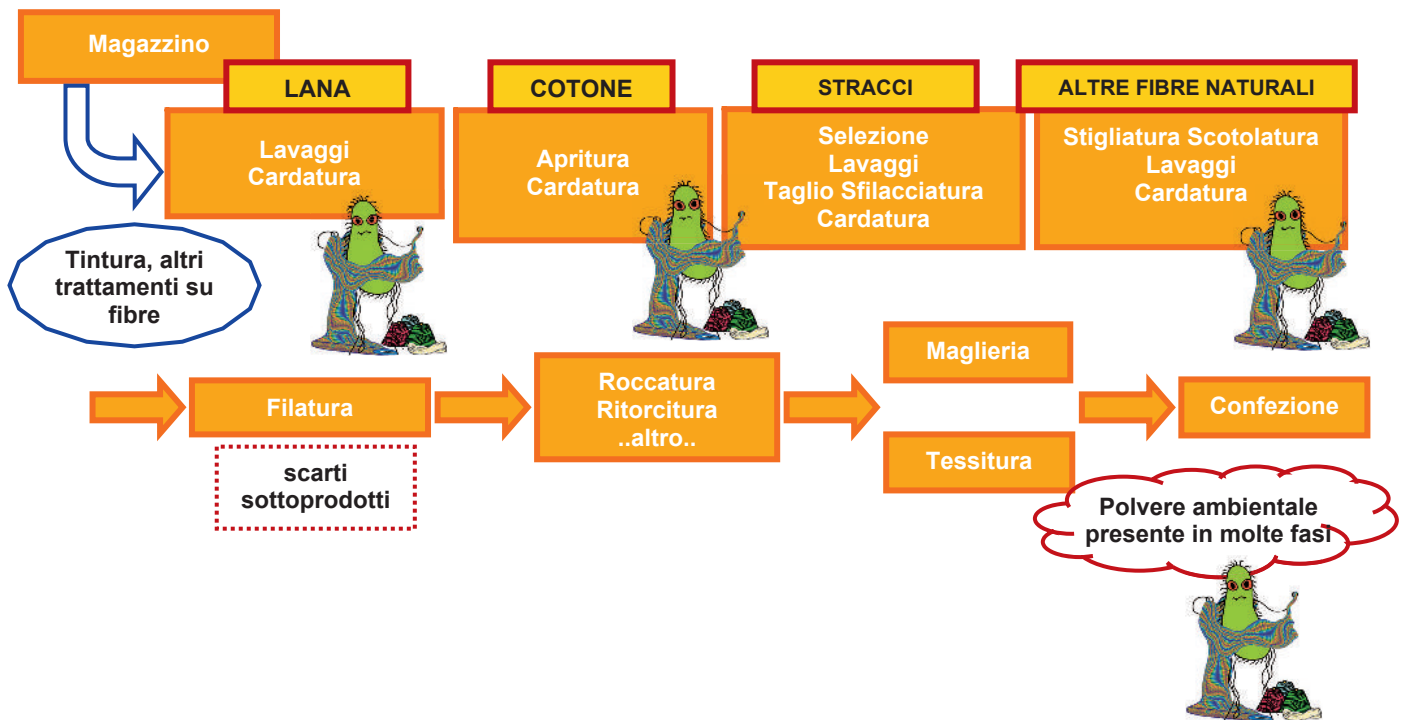 Magazzino
LANA
Lavaggi
Cardatura
COTONE
Apritura
Cardatura
STRACCI
Selezione
Lavaggi
Taglio Sfilacciatura
Cardatura
ALTRE FIBRE NATURALI
Stigliatura Scotolatura
Lavaggi
Cardatura
Tintura, altri
trattamenti su
fibre
Filatura
scarti
sottoprodotti
Roccatura
Ritorcitura
..altro..
Maglieria
Tessitura
Confezione
Polvere ambientale
presente in molte fasi